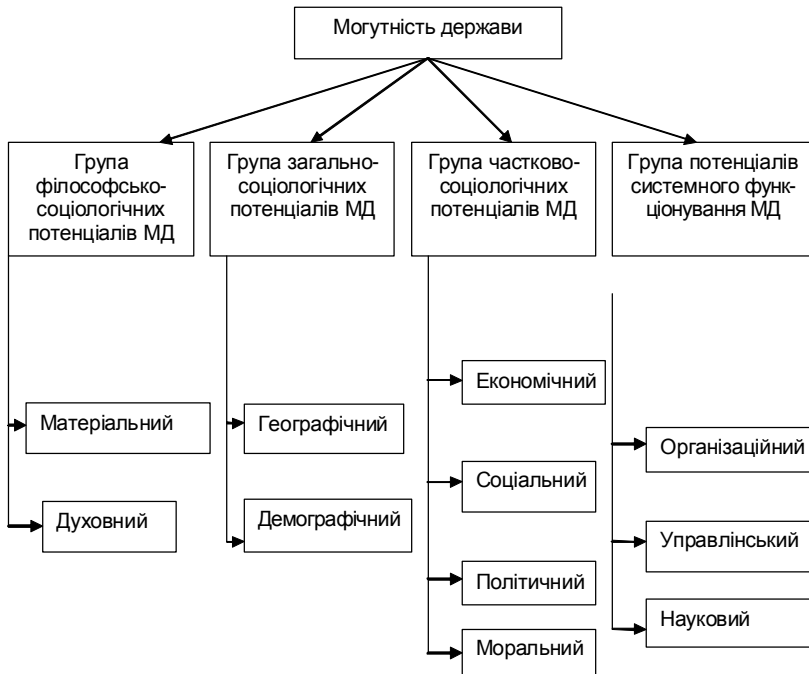 Могутність держави
Група
філософсько-
соціологічних
потенціалів МД
Група загально-
соціологічних
потенціалів МД
Група частково-
соціологічних
потенціалів МД
Група потенціалів
системного функ-
ціонування МД
Матеріальний
Духовний
Географічний
Демографічний
Економічний
Соціальний
Політичний
Моральний
Організаційний
Управлінський
Науковий